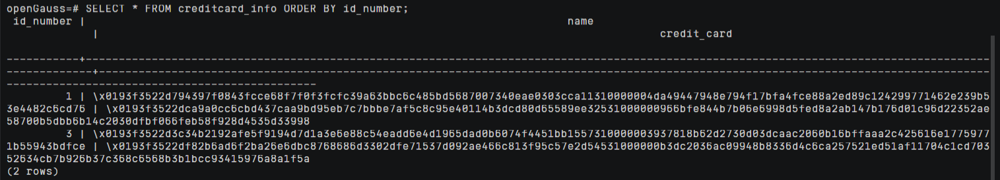 openGauss=# SELECT * FROM creditcard_info ORDER BY id_number;
 id_number |                                                                                   name
             |                                                                                     credit_card

-----------+-----------------------------------------------------------------------------------------------------------------------------------------
-------------+---------------------------------------------------------------------------------------------------------------------------------------
-------------------------------------------
         1 | \x0193f3522d794397f0843fcce68f7f0f3fcfc39a63bbc6c485bd5687007340eae0303cca11310000004da49447948e794f17bfa4fce88a2ed89c124299771462e239b5
3e4482c6cd76 | \x0193f3522dca9a0cc6cbd437caa9bd95eb7c7bbbe7af5c8c95e40114b3dcd80d65589ee32531000000966bfe844b7b06e6998d5fed8a2ab147b176d01c96d22352ae
58700b5dbb6b14c2030dfbf066feb58f928d4535d33998
         3 | \x0193f3522d3c34b2192afe5f9194d7d1a3e6e88c54eadd6e4d1965dad0b6074f4451bb1557310000003937818b62d2730d03dcaac2060b16bffaaa2c425616e1775977
1b55943bdfce | \x0193f3522df82b6ad6f2ba26e6dbc8768686d3302dfe71537d092ae466c813f95c57e2d54531000000b3dc2036ac09948b8336d4c6ca257521ed51af11704c1cd703
52634cb7b926b37c368c6568b3b1bcc93415976a8a1f5a
(2 rows)